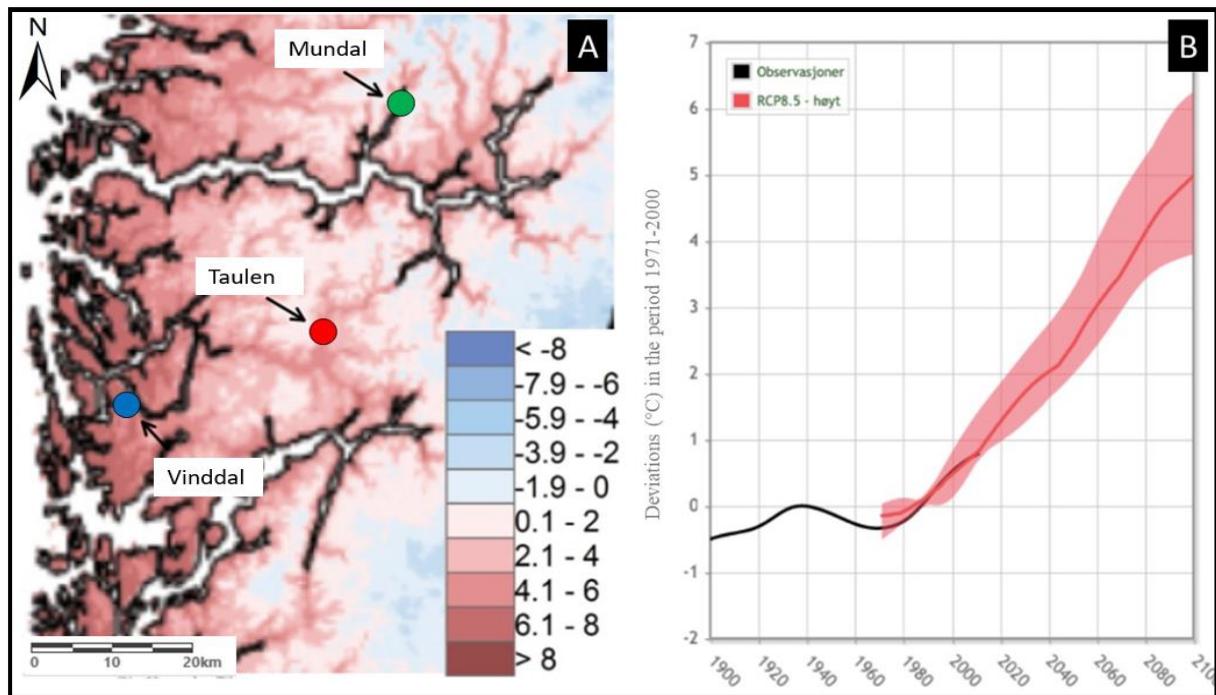 N
Mundal
A
Taulen
Vinddal
< -8
-7.9 - -6
-5.9 - -4
-3.9 - -2
-1.9 - 0
0.1 - 2
2.1 - 4
4.1 - 6
6.1 - 8
> 8
0 10 20km
B
Observasjoner
RCP8.5 - høyt
Deviations (°C) in the period 1971-2000
7
6
5
4
3
2
1
0
-1
-2
1900 1920 1940 1960 1980 2000 2020 2040 2060 2080 2100